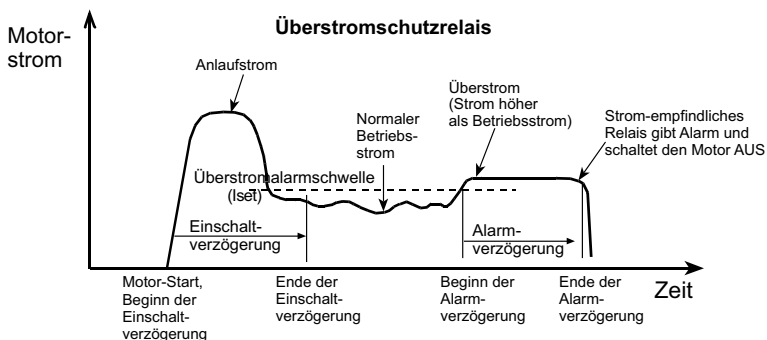 Überstromschutzrelais
Motor-
strom
Anlaufstrom
Überstrom
(Strom höher
als Betriebsstrom)
Normaler
Betriebs-
strom
Strom-empfindliches
Relais gibt Alarm und
schaltet den Motor AUS
Überstromalarmschwelle
(Iset)
Einschalt-
verzögerung
Alarm-
verzögerung
Motor-Start,
Beginn der
Einschalt-
verzögerung
Ende der
Einschalt-
verzögerung
Beginn der
Alarm-
verzögerung
Ende der
Alarm-
verzögerung
Zeit